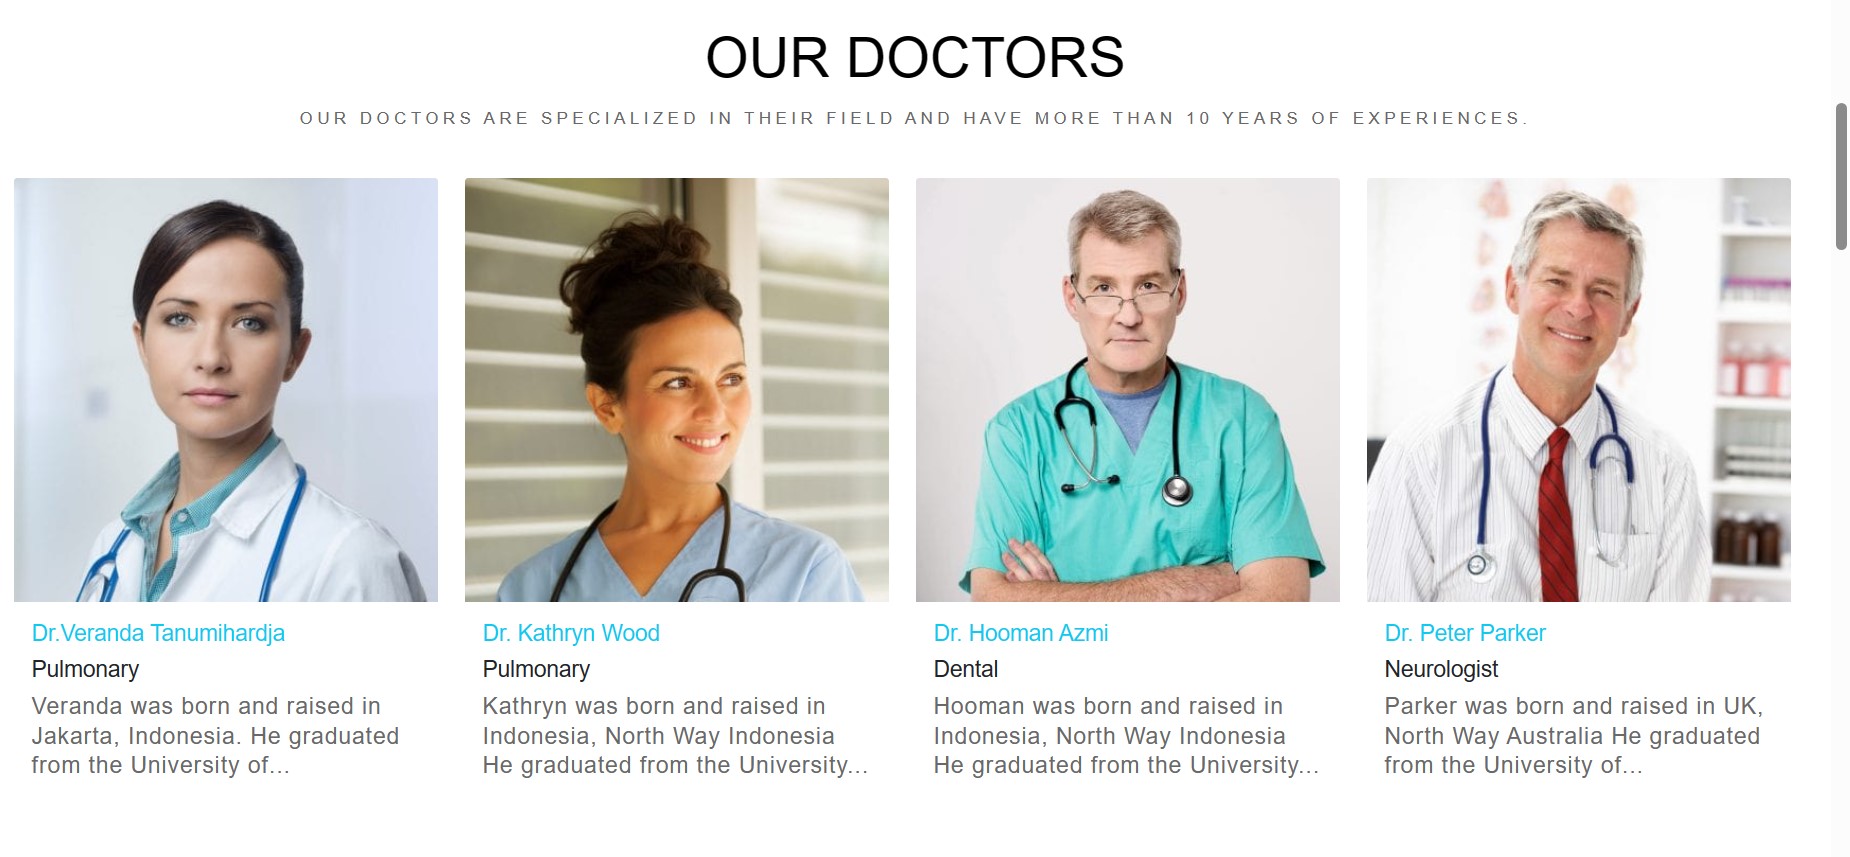 OUR DOCTORS
OUR DOCTORS ARE SPECIALIZED IN THEIR FIELD AND HAVE MORE THAN 10 YEARS OF EXPERIENCES.
Dr.Veranda Tanumihardja
Pulmonary
Veranda was born and raised in
Jakarta, Indonesia. He graduated
from the University of...
Dr. Kathryn Wood
Pulmonary
Kathryn was born and raised in
Indonesia, North Way Indonesia
He graduated from the University...
Dr. Hooman Azmi
Dental
Hooman was born and raised in
Indonesia, North Way Indonesia
He graduated from the University...
Dr. Peter Parker
Neurologist
Parker was born and raised in UK,
North Way Australia He graduated
from the University of...